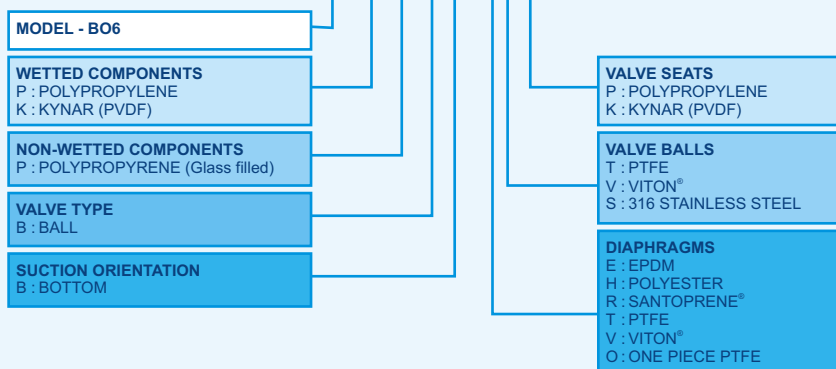 MODEL - BO6
WETTED COMPONENTS
P : POLYPROPYLENE
K : KYNAR (PVDF)
NON-WETTED COMPONENTS
P : POLYPROPYRENE (Glass filled)
VALVE TYPE
B : BALL
SUCTION ORIENTATION
B : BOTTOM
VALVE SEATS
P : POLYPROPYLENE
K : KYNAR (PVDF)
VALVE BALLS
T : PTFE
V : VITON®
S : 316 STAINLESS STEEL
DIAPHRAGMS
E : EPDM
H : POLYESTER
R : SANTOPRENE®
T : PTFE
V : VITON®
O : ONE PIECE PTFE